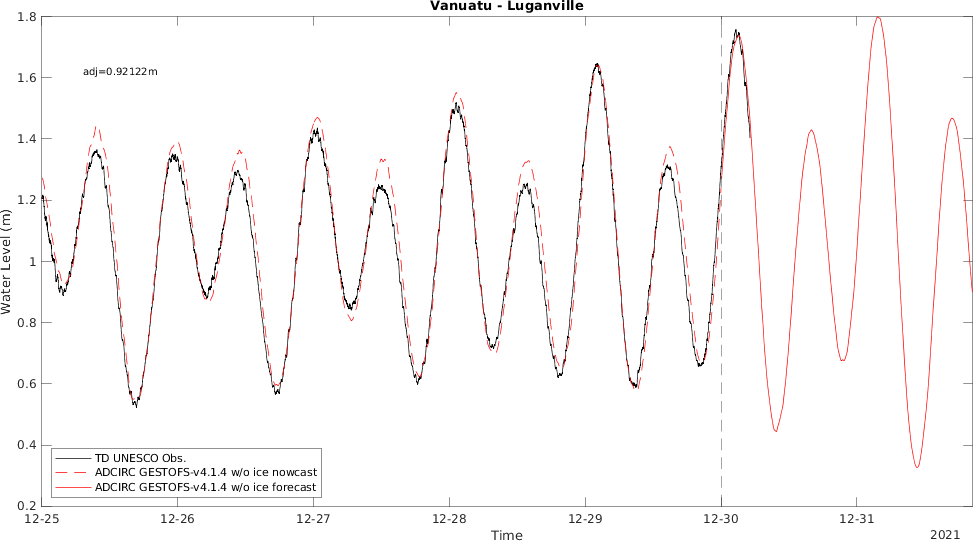 Vanuatu - Luganville
1.8
1.6
1.4
1.2
1
0.8
0.6
0.4
0.2
Water Level (m)
adj=0.92122m
TD UNESCO Obs.
ADCIRC GESTOFS-v4.1.4 w/o ice nowcast
ADCIRC GESTOFS-v4.1.4 w/o ice forecast
12-25 12-26 12-27 12-28 12-29 12-30 12-31
Time
2021